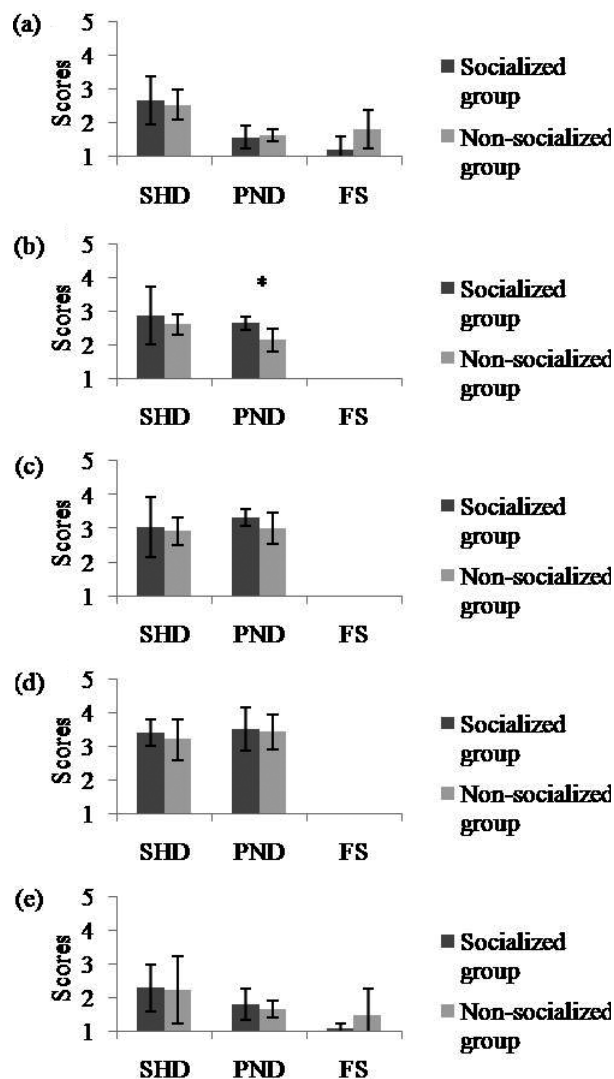 (a)
5
4
3
2
1
Scores
SHD PND FS
Socialized
group
Non-socialized
group
(b)
5
4
3
2
1
Scores
*
SHD PND FS
Socialized
group
Non-socialized
group
(c)
5
4
3
2
1
Scores
SHD PND FS
Socialized
group
Non-socialized
group
(d)
5
4
3
2
1
Scores
SHD PND FS
Socialized
group
Non-socialized
group
(e)
5
4
3
2
1
Scores
SHD PND FS
Socialized
group
Non-socialized
group